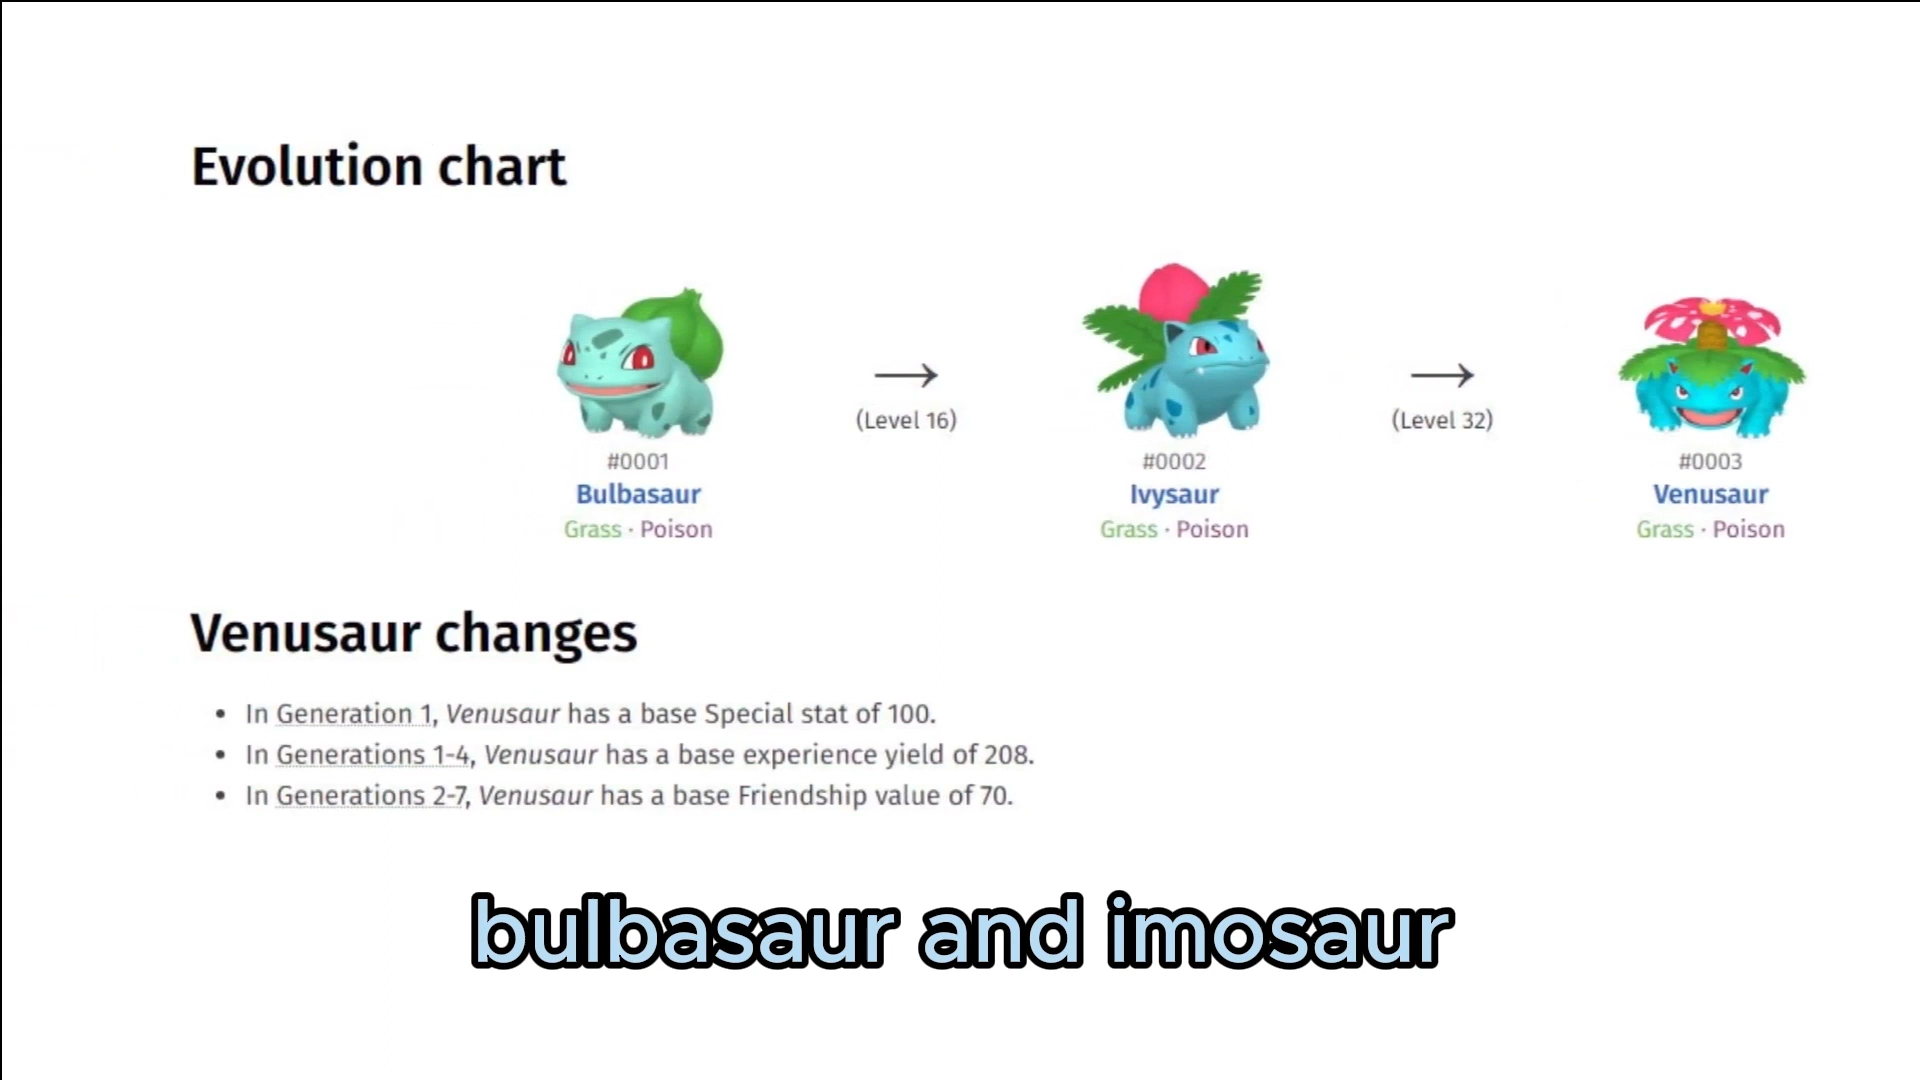 Evolution chart
(Level 16)
(Level 32)
#0001
#0002
#0003
Bulbasaur
Ivysaur
Venusaur
Grass · Poison
Grass · Poison
Grass · Poison
Venusaur changes
• In Generation 1, Venusaur has a base Special stat of 100.
• In Generations 1-4, Venusaur has a base experience yield of 208.
• In Generations 2-7, Venusaur has a base Friendship value of 70.
bulbasaur and imosaur